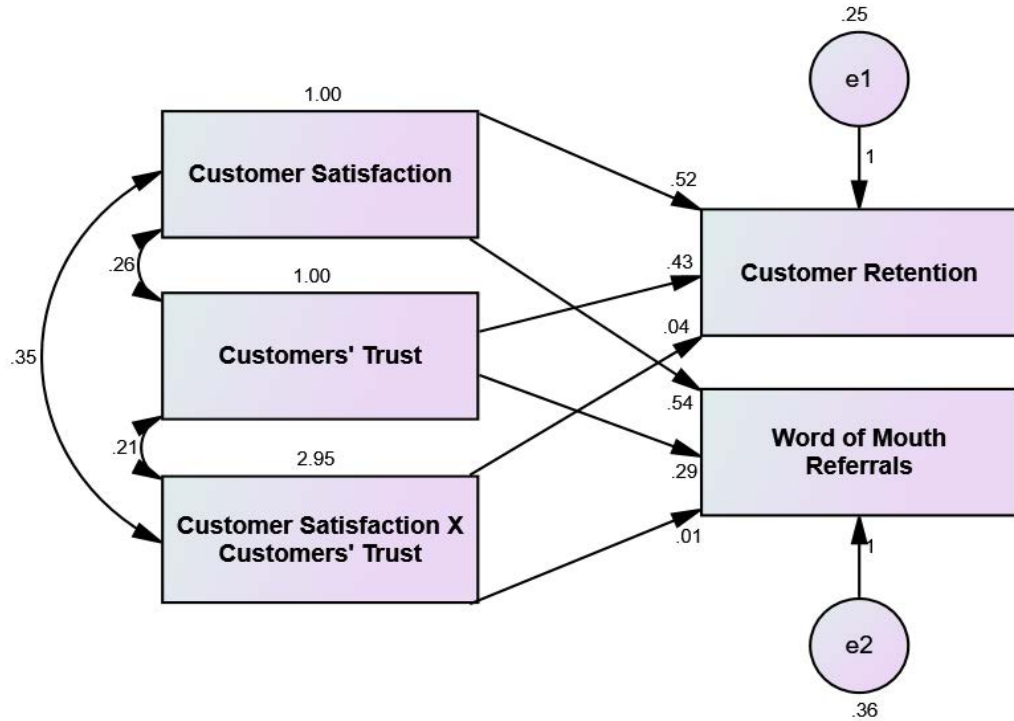 .25
e1
1
1.00
Customer Satisfaction
.52
Customer Retention
.43
.04
.26
1.00
Customers' Trust
.35
.54
Word of Mouth
Referrals
.29
.01
.21
2.95
Customer Satisfaction X
Customers' Trust
1
e2
.36